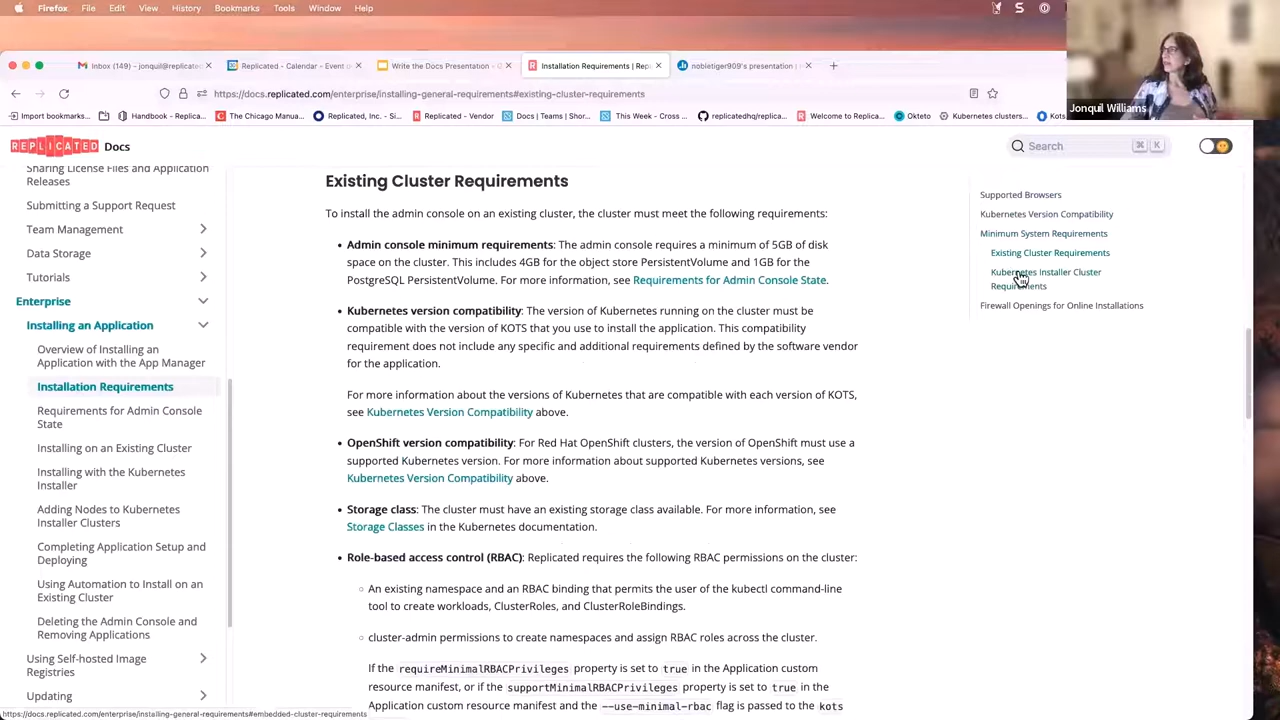 Firefox File Edit View History Bookmarks Tools Window Help
Inbox (149) - jonquil@replicate
Replicated - Calendar - Event
Write the Docs Presentation -
Installation Requirements | Rep
nobletiger909's presentation |
https://docs.replicated.com/enterprise/installing-general-requirements#existing-cluster-requirements
Import bookmarks...
Handbook - Replica...
The Chicago Manua...
Replicated, Inc. - Si...
Replicated - Vendor
Docs | Teams | Shor...
This Week - Cross ...
replicatedhq/replica...
Welcome to Replica...
Okteto
Kubernetes clusters...
Kots
Jonquil Williams
REPLICATED Docs
Search
⌘ K
Sharing License Files and Application
Releases
Submitting a Support Request
Team Management
Data Storage
Tutorials
Enterprise
Installing an Application
Overview of Installing an
Application with the App Manager
Installation Requirements
Requirements for Admin Console
State
Installing on an Existing Cluster
Installing with the Kubernetes
Installer
Adding Nodes to Kubernetes
Installer Clusters
Completing Application Setup and
Deploying
Using Automation to Install on an
Existing Cluster
Deleting the Admin Console and
Removing Applications
Using Self-hosted Image
Registries
Updating
Existing Cluster Requirements
To install the admin console on an existing cluster, the cluster must meet the following requirements:
• Admin console minimum requirements: The admin console requires a minimum of 5GB of disk
space on the cluster. This includes 4GB for the object store PersistentVolume and 1GB for the
PostgreSQL PersistentVolume. For more information, see Requirements for Admin Console State.
• Kubernetes version compatibility: The version of Kubernetes running on the cluster must be
compatible with the version of KOTS that you use to install the application. This compatibility
requirement does not include any specific and additional requirements defined by the software vendor
for the application.
For more information about the versions of Kubernetes that are compatible with each version of KOTS,
see Kubernetes Version Compatibility above.
• OpenShift version compatibility: For Red Hat OpenShift clusters, the version of OpenShift must use a
supported Kubernetes version. For more information about supported Kubernetes versions, see
Kubernetes Version Compatibility above.
• Storage class: The cluster must have an existing storage class available. For more information, see
Storage Classes in the Kubernetes documentation.
• Role-based access control (RBAC): Replicated requires the following RBAC permissions on the cluster:
◦ An existing namespace and an RBAC binding that permits the user of the kubectl command-line
tool to create workloads, ClusterRoles, and ClusterRoleBindings.
◦ cluster-admin permissions to create namespaces and assign RBAC roles across the cluster.
If the requireMinimalRBACPrivileges property is set to true in the Application custom
resource manifest, or if the supportMinimalRBACPrivileges property is set to true in the
Application custom resource manifest and the --use-minimal-rbac flag is passed to the kots
Supported Browsers
Kubernetes Version Compatibility
Minimum System Requirements
Existing Cluster Requirements
Kubernetes Installer Cluster
Requirements
Firewall Openings for Online Installations
https://docs.replicated.com/enterprise/installing-general-requirements#embedded-cluster-requirements